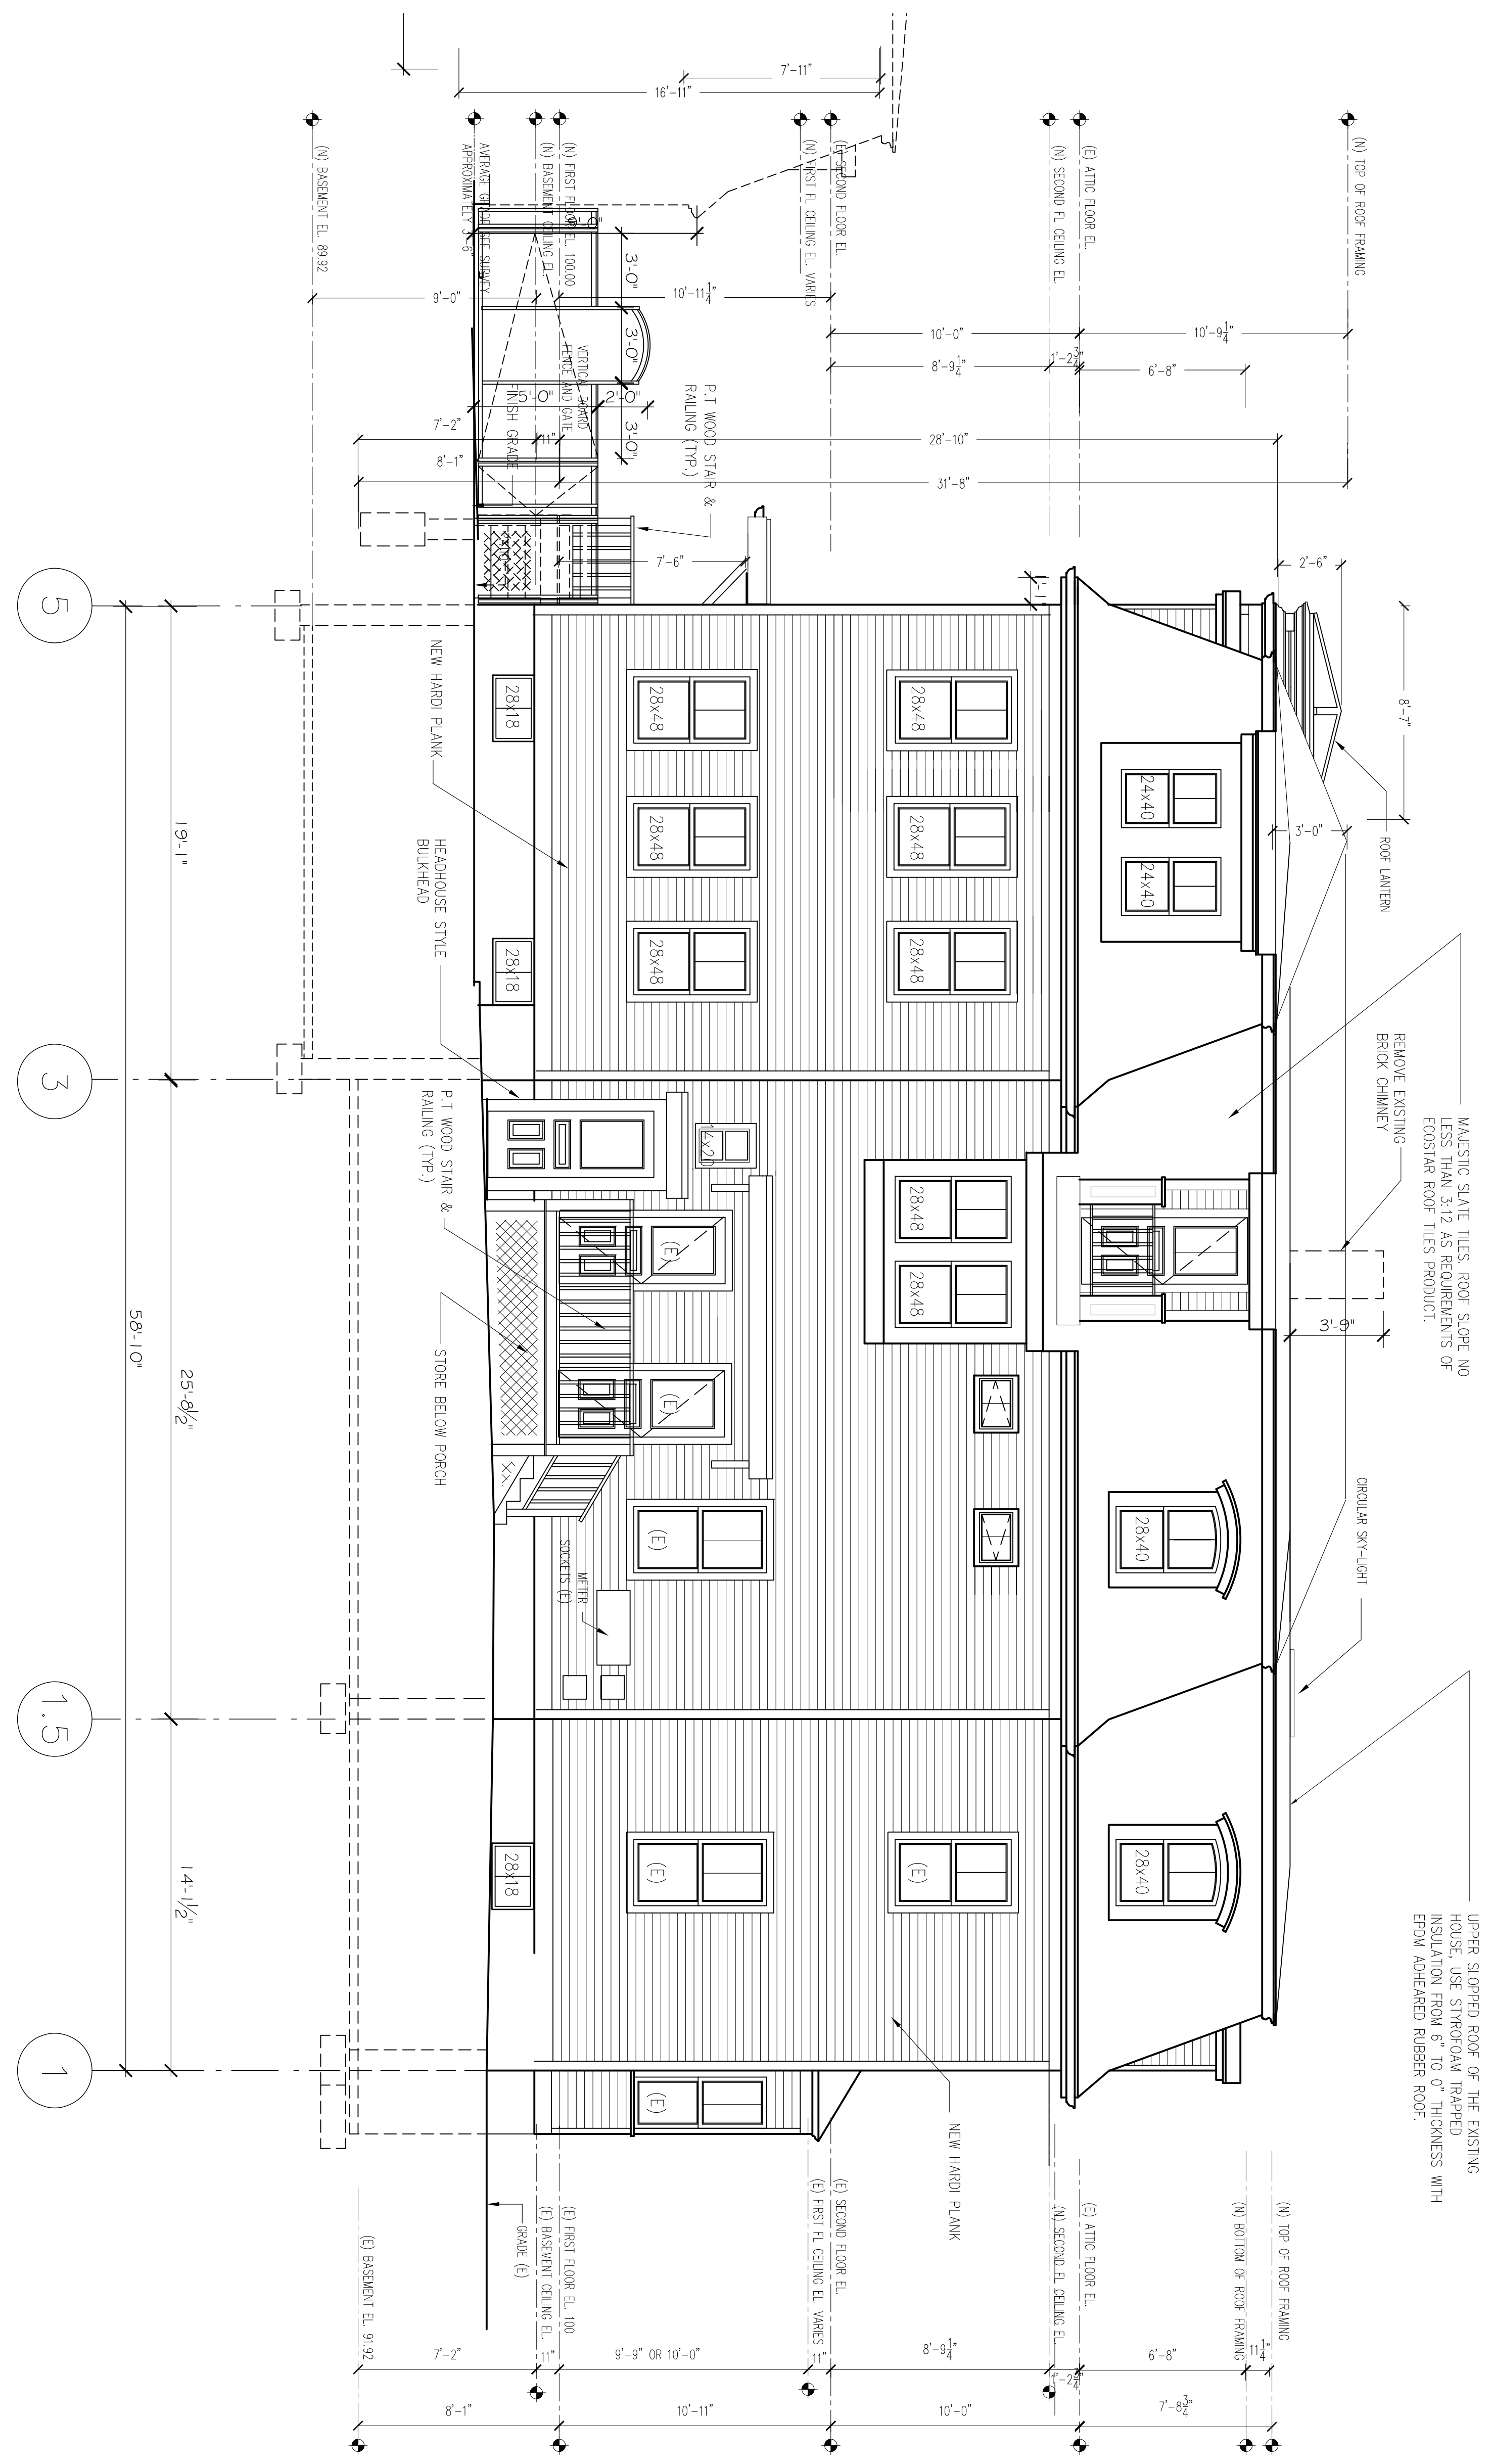 7'-11"
16'-11"
(N) TOP OF ROOF FRAMING
(E) ATTIC FLOOR EL.
(N) SECOND FL CEILING EL.
(E) SECOND FLOOR EL.
(N) FIRST FL CEILING EL. VARIES
(N) FIRST FLOOR EL. 100.00
(N) BASEMENT CEILING EL.
AVERAGE GRADE, SEE SURVEY
APPROXIMATELY 3'-6"
(N) BASEMENT EL. 89.92
9'-0"
10'-11 1/4"
10'-0"
10'-9 1/4"
8'-9 1/4"
1'-2 3/4"
6'-8"
3'-0"
3'-0"
3'-0"
5'-0"
2'-0"
VERTICAL BOARD
FENCE AND GATE
FINISH GRADE
7'-2"
11"
28'-10"
8'-1"
31'-8"
P.T WOOD STAIR &
RAILING (TYP.)
7'-6"
2'-6"
8'-7"
3'-0"
ROOF LANTERN
5
NEW HARDI PLANK
28x18
28x48
28x48
24x40
28x48
28x48
24x40
28x48
28x48
28x18
19'-1"
HEADHOUSE STYLE
BULKHEAD
3
P.T WOOD STAIR &
RAILING (TYP.)
14x20
REMOVE EXISTING
BRICK CHIMNEY
MAJESTIC SLATE TILES. ROOF SLOPE NO
LESS THAN 3:12 AS REQUIREMENTS OF
ECOSTAR ROOF TILES PRODUCT.
28x48
28x48
(E)
(E)
3'-9"
58'-10"
25'-8 1/2"
STORE BELOW PORCH
CIRCULAR SKY-LIGHT
(E)
28x40
METER
SOCKETS (E)
1.5
28x18
(E)
(E)
28x40
14'-1 1/2"
UPPER SLOPPED ROOF OF THE EXISTING
HOUSE, USE STYROFOAM TRAPPED
INSULATION FROM 6" TO 0" THICKNESS WITH
EPDM ADHEARED RUBBER ROOF.
1
(E)
NEW HARDI PLANK
(N) TOP OF ROOF FRAMING
(N) BOTTOM OF ROOF FRAMING
(E) ATTIC FLOOR EL.
(N) SECOND FL CEILING EL.
(E) SECOND FLOOR EL.
(E) FIRST FL CEILING EL. VARIES
(E) FIRST FLOOR EL. 100
(E) BASEMENT CEILING EL.
GRADE (E)
(E) BASEMENT EL. 91.92
7'-2"
11"
9'-9" OR 10'-0"
11"
8'-9 1/4"
1'-2 3/4"
6'-8"
11 1/4"
8'-1"
10'-11"
10'-0"
7'-8 3/4"